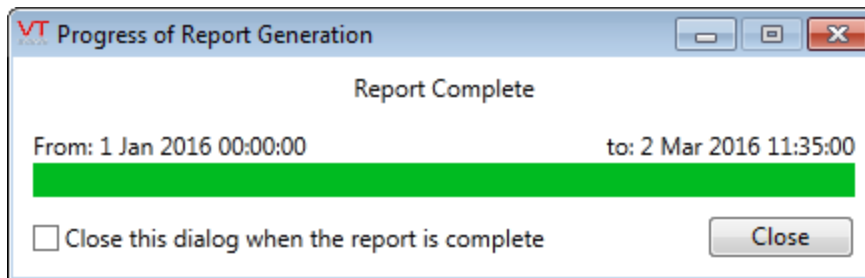 VT Progress of Report Generation
Report Complete
From: 1 Jan 2016 00:00:00 to: 2 Mar 2016 11:35:00
Close this dialog when the report is complete Close